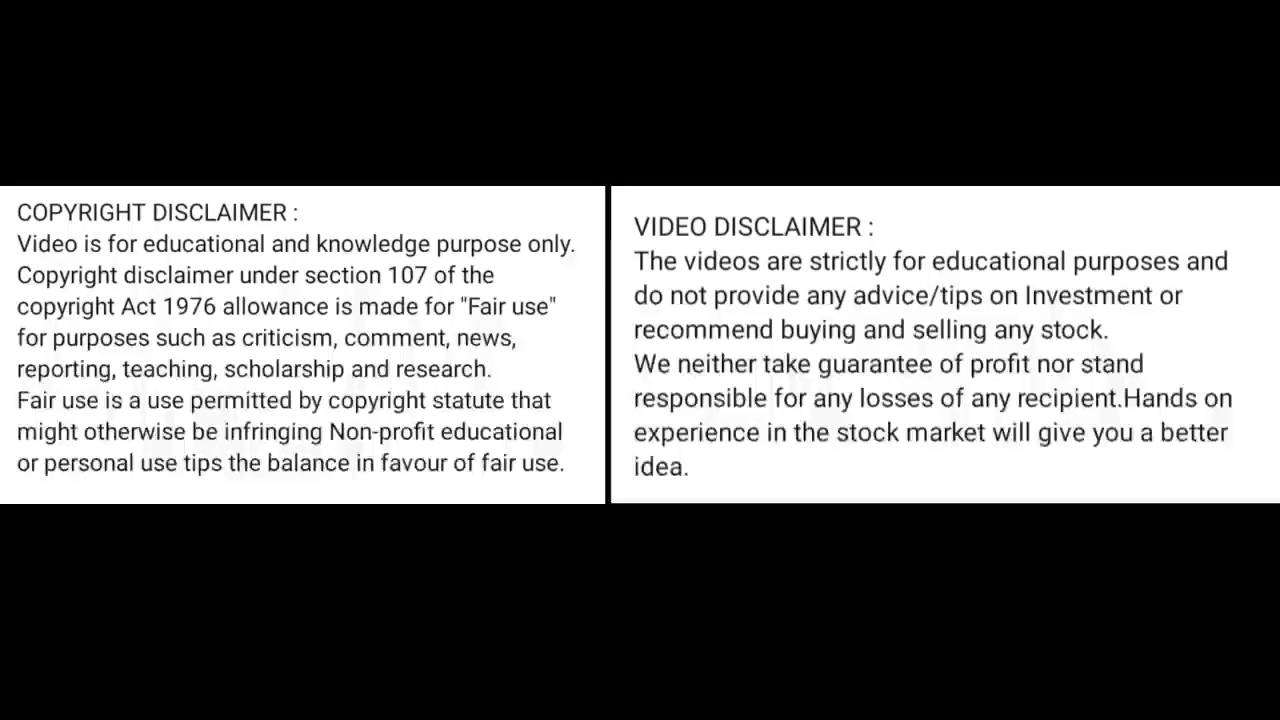 COPYRIGHT DISCLAIMER :
Video is for educational and knowledge purpose only.
Copyright disclaimer under section 107 of the
copyright Act 1976 allowance is made for "Fair use"
for purposes such as criticism, comment, news,
reporting, teaching, scholarship and research.
Fair use is a use permitted by copyright statute that
might otherwise be infringing Non-profit educational
or personal use tips the balance in favour of fair use.
VIDEO DISCLAIMER :
The videos are strictly for educational purposes and
do not provide any advice/tips on Investment or
recommend buying and selling any stock.
We neither take guarantee of profit nor stand
responsible for any losses of any recipient.Hands on
experience in the stock market will give you a better
idea.